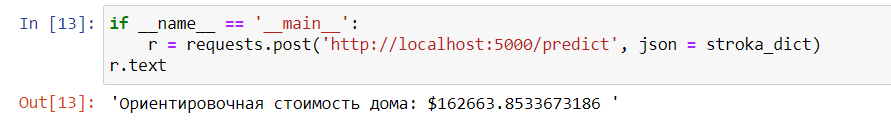 In [13]: if __name__ == '__main__':
    r = requests.post('http://localhost:5000/predict', json = stroka_dict)
r.text
Out[13]: 'Ориентировочная стоимость дома: $162663.8533673186 '